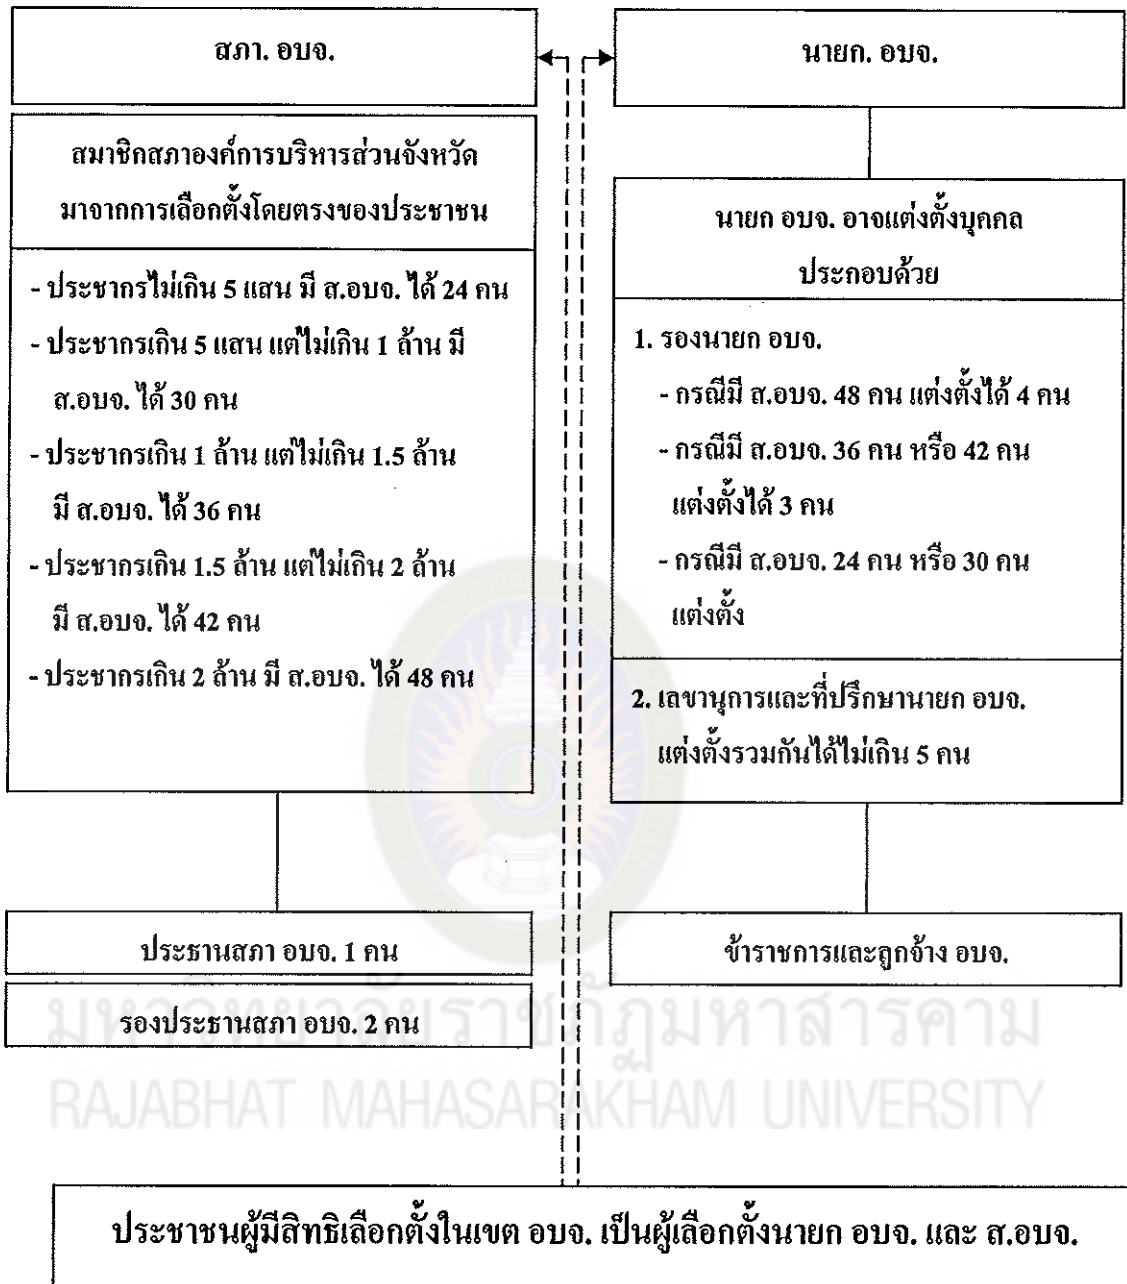 สภา. อบจ.
สมาชิกสภาองค์การบริหารส่วนจังหวัด
มาจากการเลือกตั้งโดยตรงของประชาชน
- ประชากรไม่เกิน 5 แสน มี ส.อบจ. ได้ 24 คน
- ประชากรเกิน 5 แสน แต่ไม่เกิน 1 ล้าน มี
ส.อบจ. ได้ 30 คน
- ประชากรเกิน 1 ล้าน แต่ไม่เกิน 1.5 ล้าน
มี ส.อบจ. ได้ 36 คน
- ประชากรเกิน 1.5 ล้าน แต่ไม่เกิน 2 ล้าน
มี ส.อบจ. ได้ 42 คน
- ประชากรเกิน 2 ล้าน มี ส.อบจ. ได้ 48 คน
ประธานสภา อบจ. 1 คน
รองประธานสภา อบจ. 2 คน
นายก. อบจ.
นายก อบจ. อาจแต่งตั้งบุคคล
ประกอบด้วย
1. รองนายก อบจ.
- กรณีมี ส.อบจ. 48 คน แต่งตั้งได้ 4 คน
- กรณีมี ส.อบจ. 36 คน หรือ 42 คน
แต่งตั้งได้ 3 คน
- กรณีมี ส.อบจ. 24 คน หรือ 30 คน
แต่งตั้ง
2. เลขานุการและที่ปรึกษานายก อบจ.
แต่งตั้งรวมกันได้ไม่เกิน 5 คน
ข้าราชการและลูกจ้าง อบจ.
มหาวิทยาลัยราชภัฏมหาสารคาม
RAJABHAT MAHASARAKHAM UNIVERSITY
ประชาชนผู้มีสิทธิเลือกตั้งในเขต อบจ. เป็นผู้เลือกตั้งนายก อบจ. และ ส.อบจ.